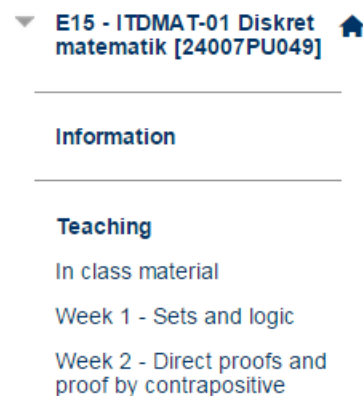 E15 - ITDMAT-01 Diskret
matematik [24007PU049]
Information
Teaching
In class material
Week 1 - Sets and logic
Week 2 - Direct proofs and
proof by contrapositive